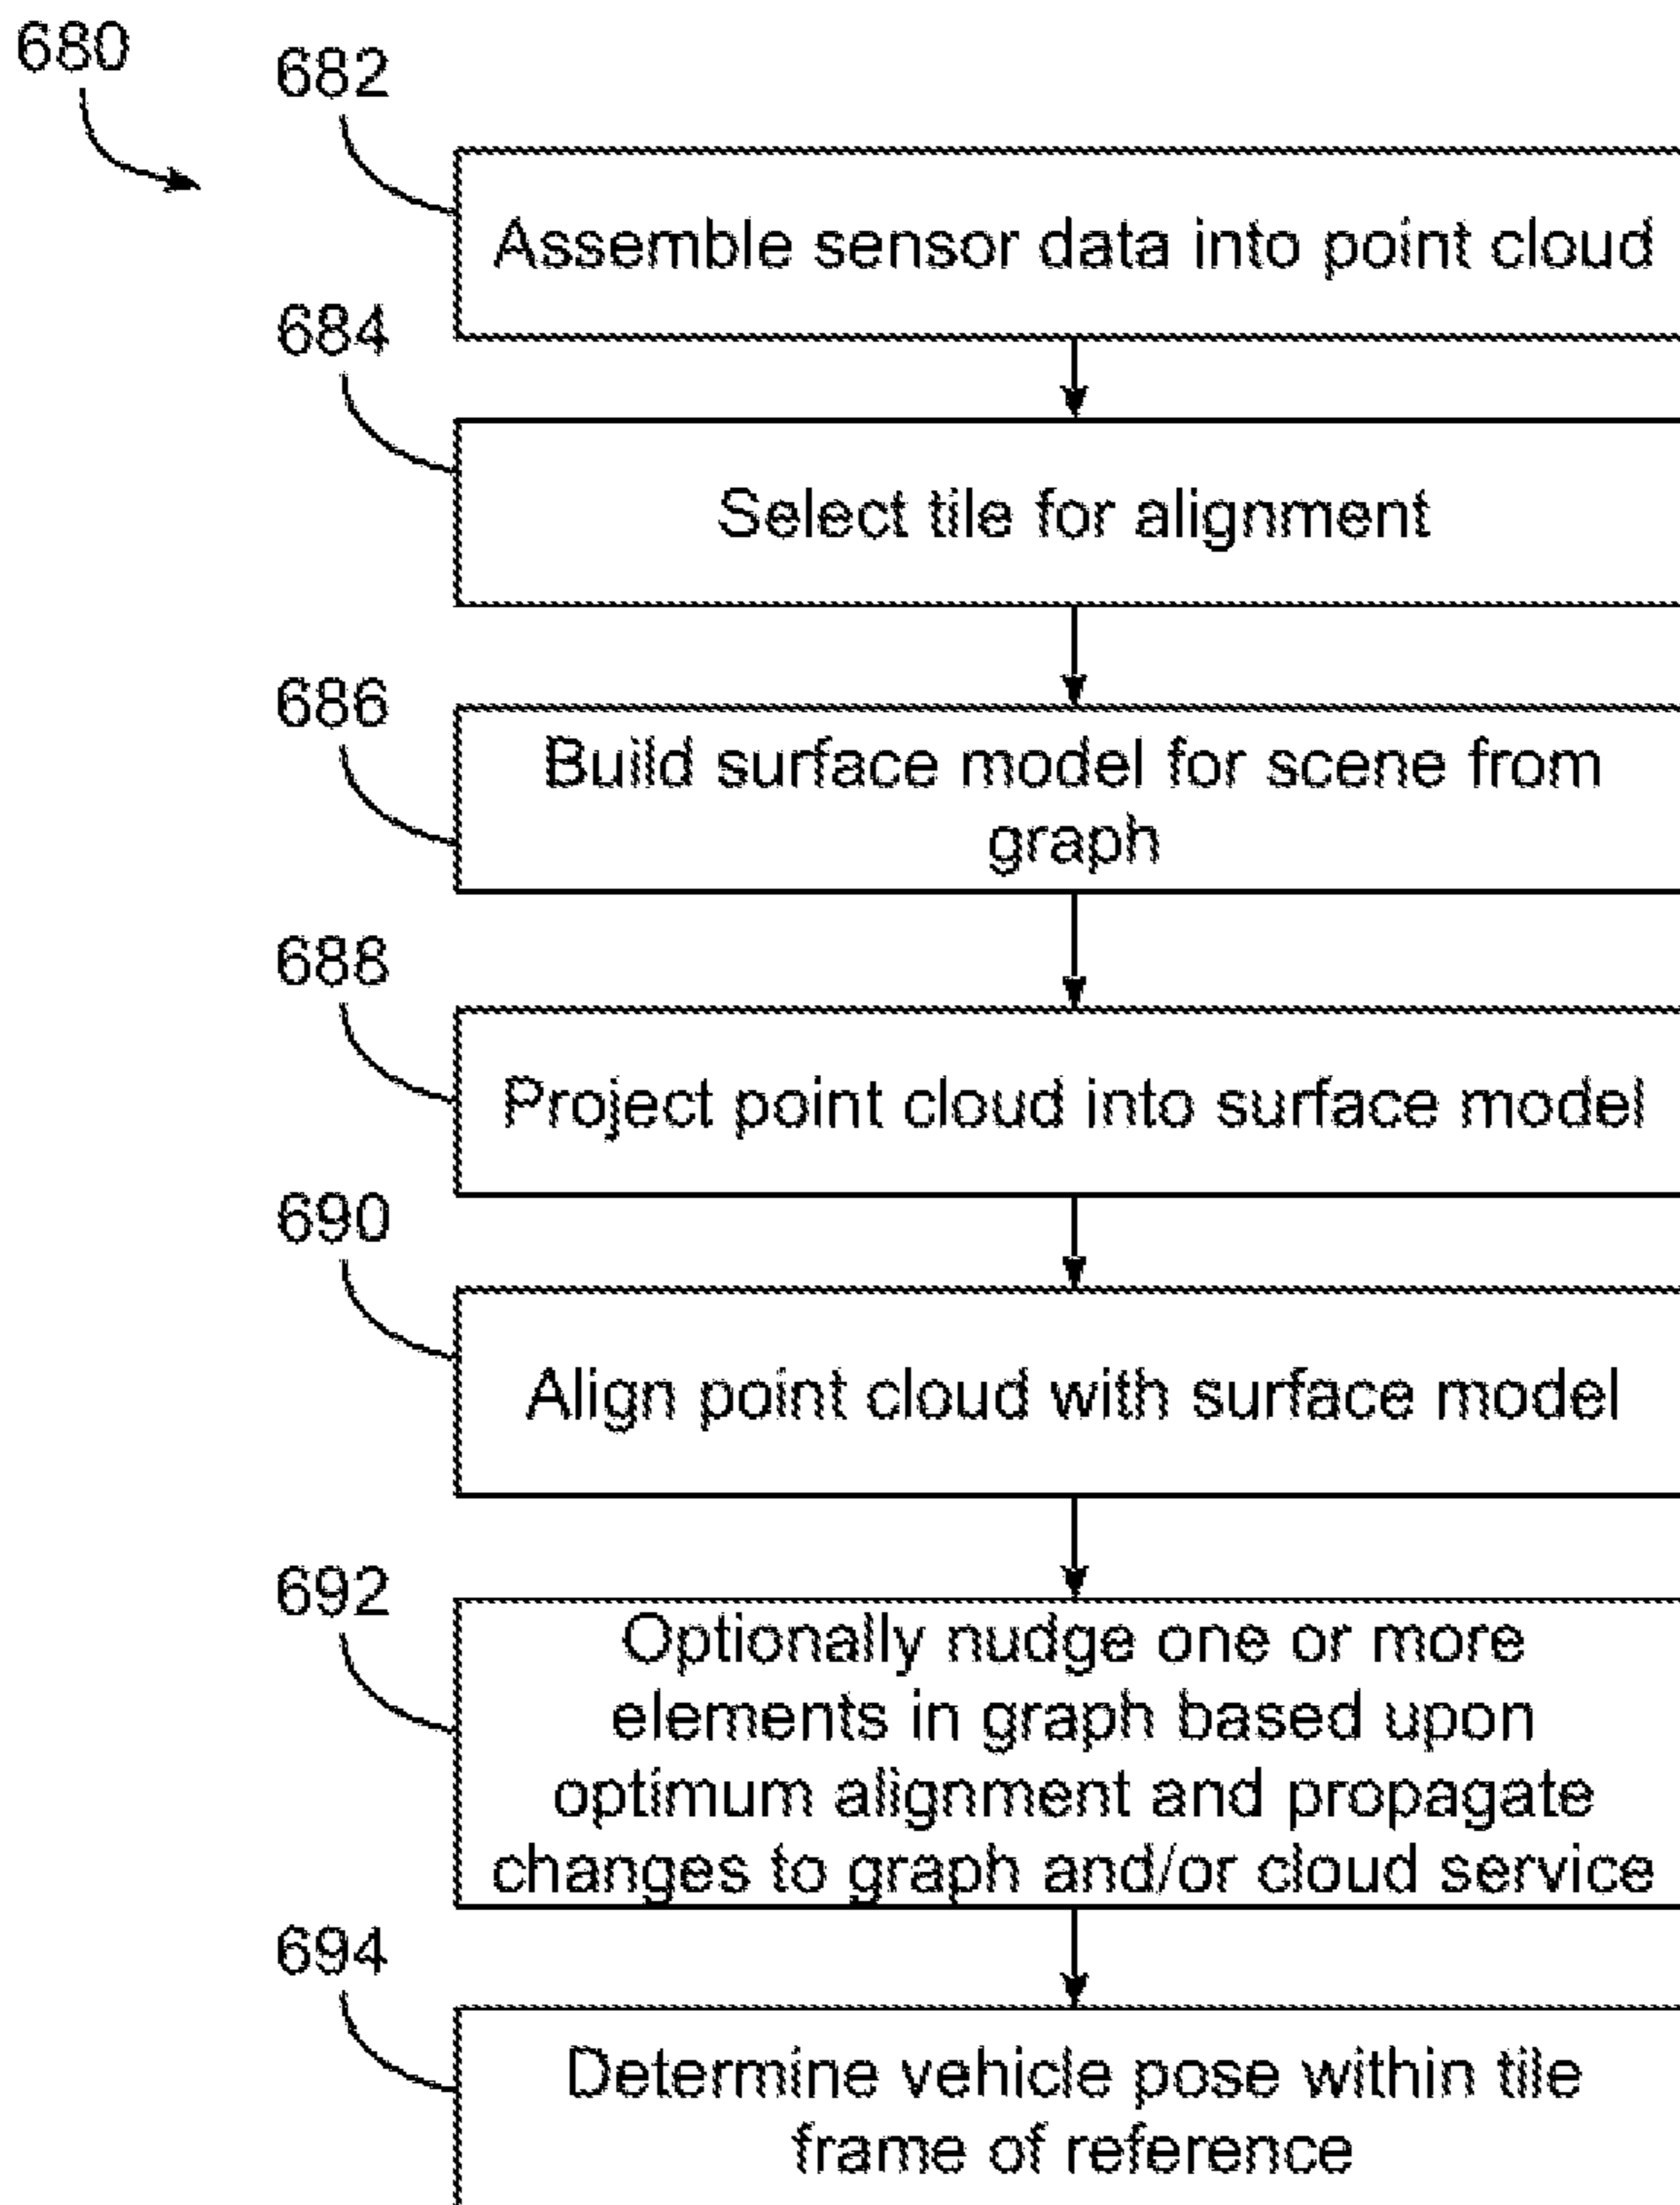 680
682
Assemble sensor data into point cloud
684
Select tile for alignment
686
Build surface model for scene from
graph
688
Project point cloud into surface model
690
Align point cloud with surface model
692
Optionally nudge one or more
elements in graph based upon
optimum alignment and propagate
changes to graph and/or cloud service
694
Determine vehicle pose within tile
frame of reference